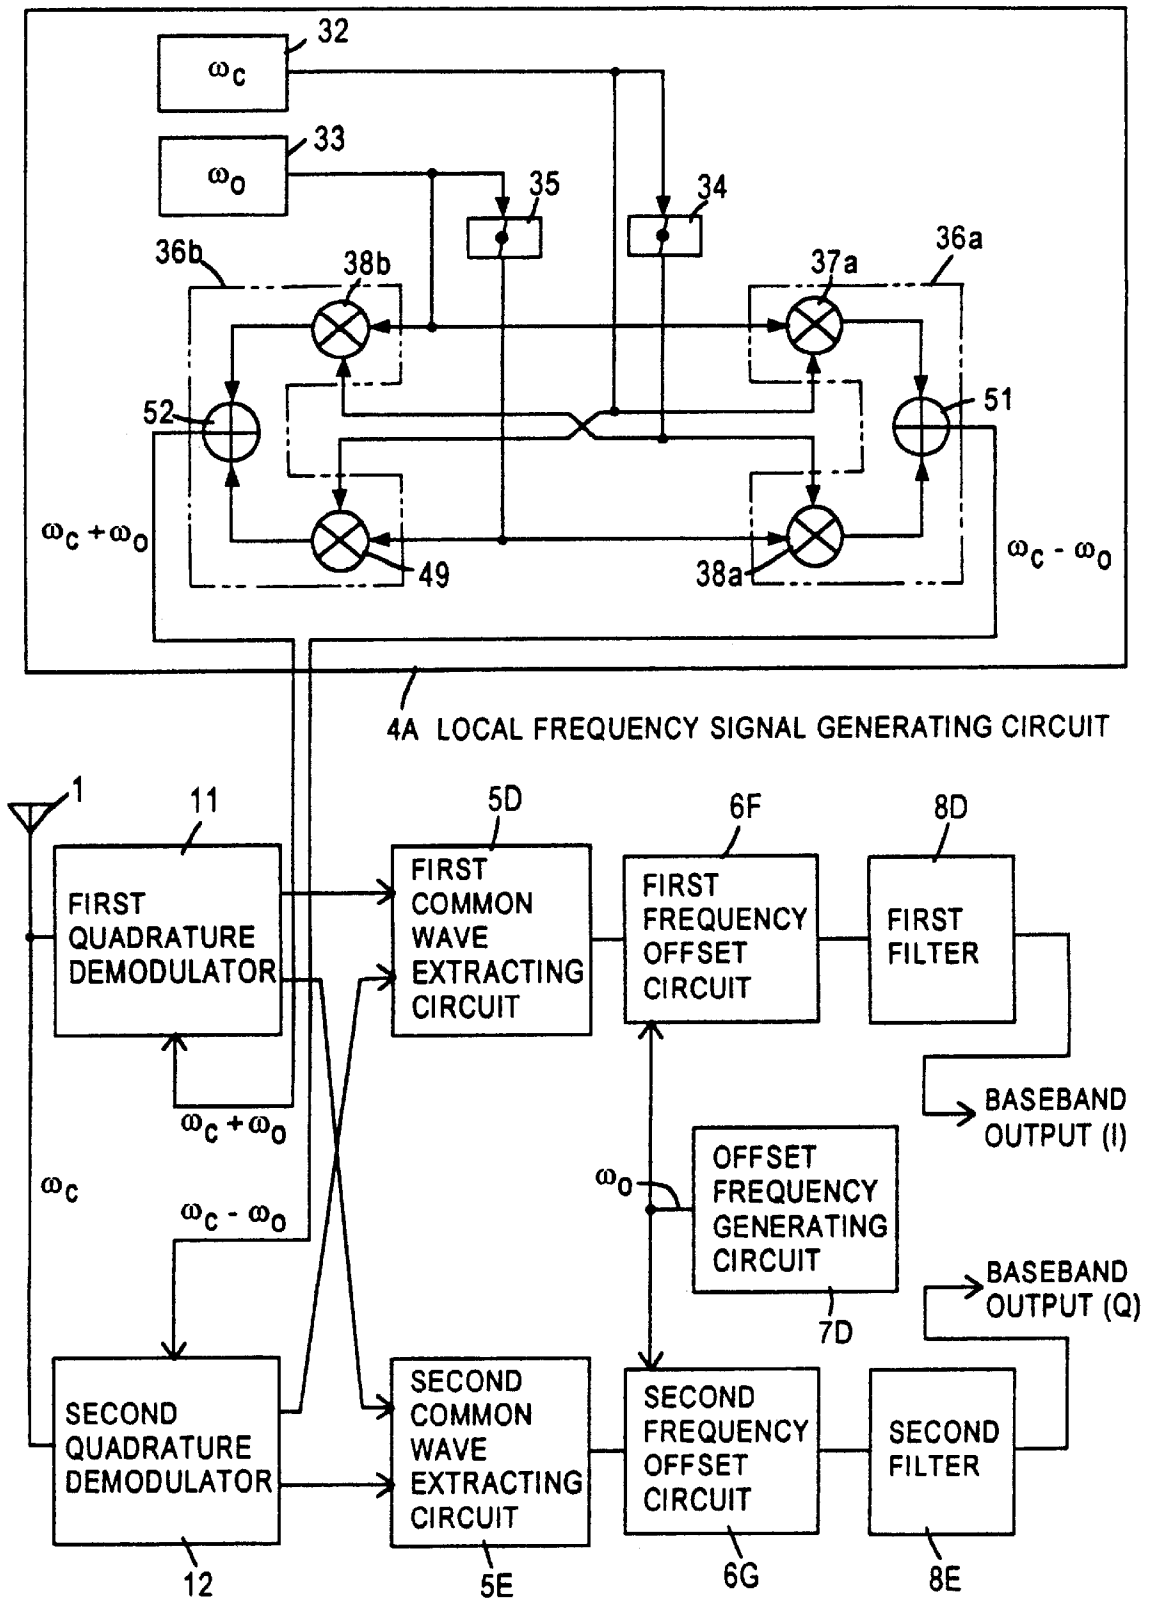 32
ωC
33
ωO
35
34
36b
38b
37a
36a
52
51
ωC + ωO
49
38a
ωC - ωO
4A LOCAL FREQUENCY SIGNAL GENERATING CIRCUIT
1
11
5D
6F
8D
FIRST
QUADRATURE
DEMODULATOR
FIRST
COMMON
WAVE
EXTRACTING
CIRCUIT
FIRST
FREQUENCY
OFFSET
CIRCUIT
FIRST
FILTER
ωC + ωO
BASEBAND
OUTPUT (I)
ωC
ωC - ωO
ωO
OFFSET
FREQUENCY
GENERATING
CIRCUIT
7D
BASEBAND
OUTPUT (Q)
SECOND
QUADRATURE
DEMODULATOR
SECOND
COMMON
WAVE
EXTRACTING
CIRCUIT
SECOND
FREQUENCY
OFFSET
CIRCUIT
SECOND
FILTER
12
5E
6G
8E